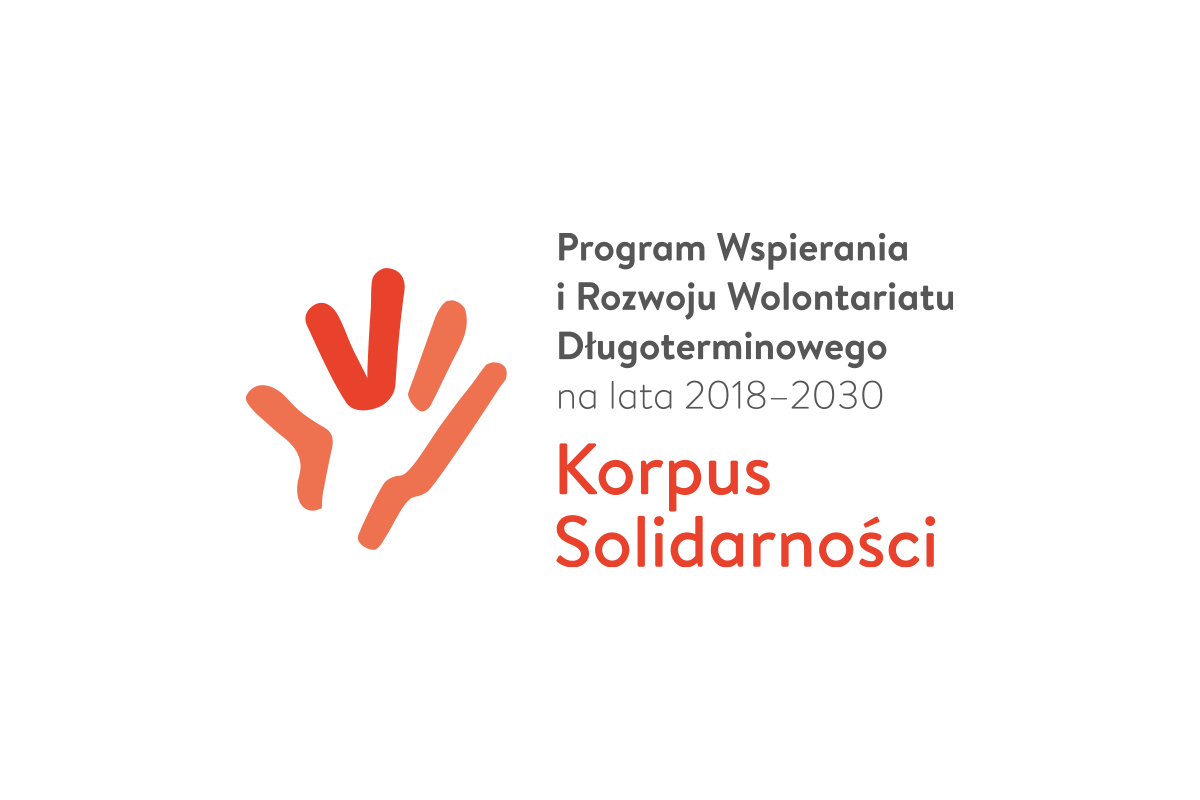 Program Wspierania
i Rozwoju Wolontariatu
Długoterminowego
na lata 2018–2030
Korpus
Solidarności